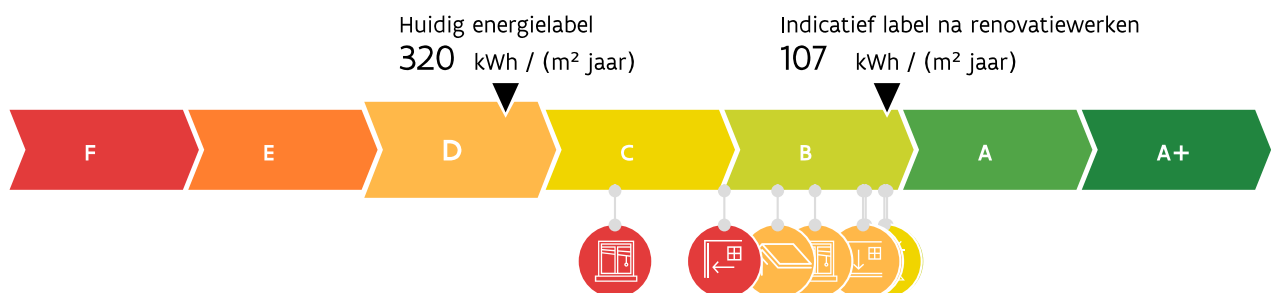 Huidig energielabel
320 kWh / (m² jaar)
Indicatief label na renovatiewerken
107 kWh / (m² jaar)
F E D C B A A+